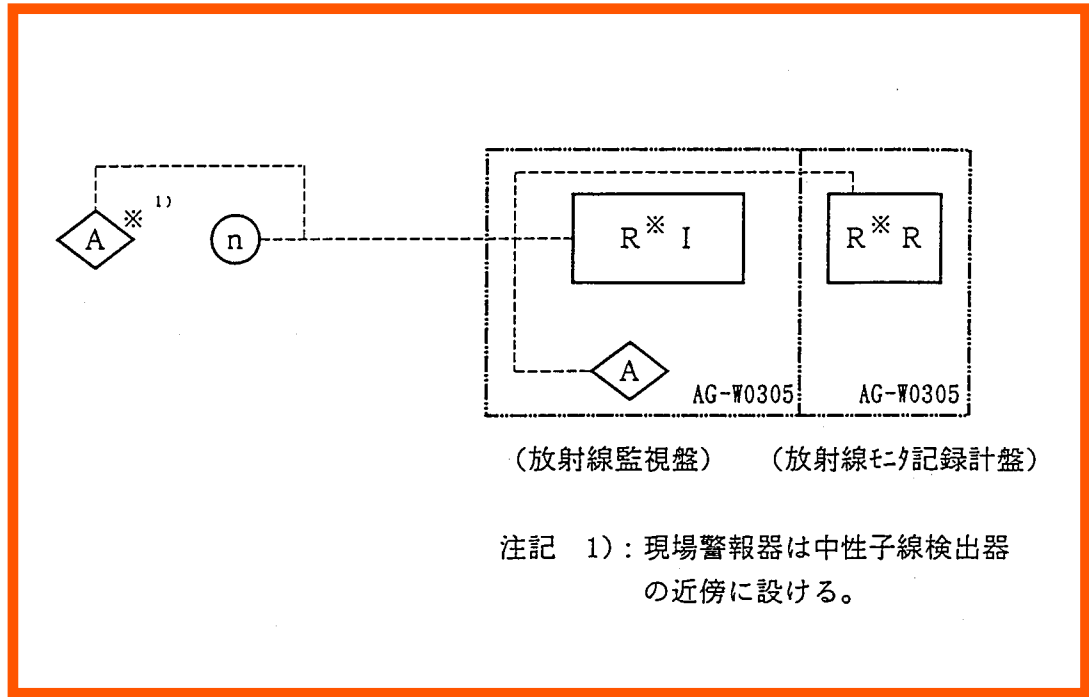 A※ 1)
n
R※ I
R※ R
A
AG-W0305
AG-W0305
(放射線監視盤)
(放射線ﾓﾆﾀ記録計盤)
注記 1):現場警報器は中性子線検出器
の近傍に設ける。